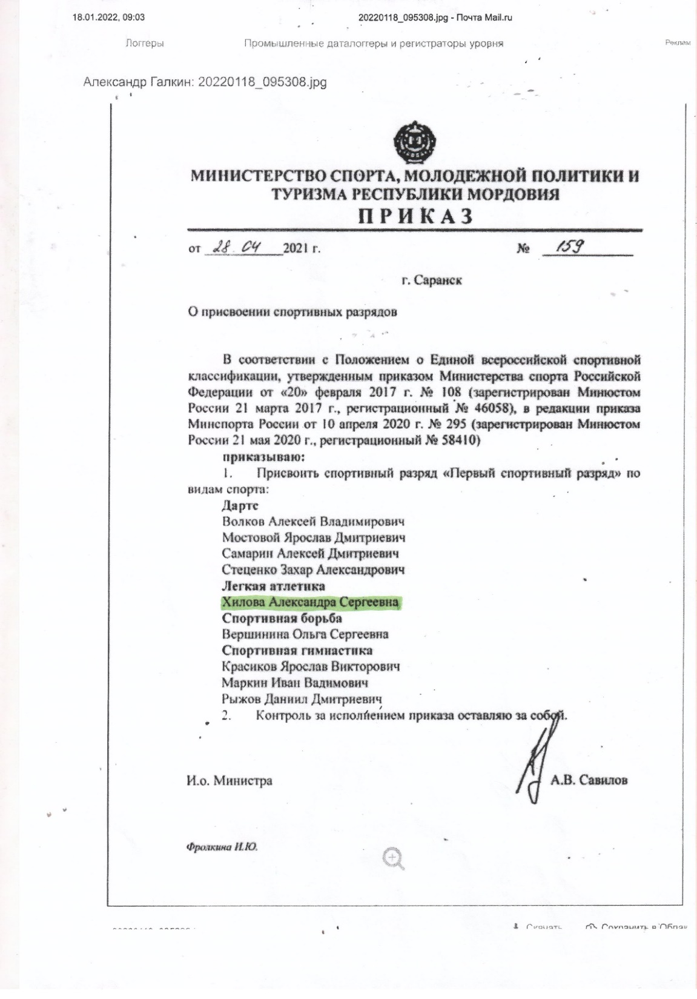 18.01.2022, 09:03 20220118_095308.jpg - Почта Mail.ru
Логгеры Промышленные даталоггеры и регистраторы уровня Реклам
Александр Галкин: 20220118_095308.jpg
МИНИСТЕРСТВО СПОРТА, МОЛОДЕЖНОЙ ПОЛИТИКИ И
ТУРИЗМА РЕСПУБЛИКИ МОРДОВИЯ
П Р И К А З
от 28.04 2021 г. № 159
г. Саранск
О присвоении спортивных разрядов
В соответствии с Положением о Единой всероссийской спортивной
классификации, утвержденным приказом Министерства спорта Российской
Федерации от «20» февраля 2017 г. № 108 (зарегистрирован Минюстом
России 21 марта 2017 г., регистрационный № 46058), в редакции приказа
Минспорта России от 10 апреля 2020 г. № 295 (зарегистрирован Минюстом
России 21 мая 2020 г., регистрационный № 58410)
приказываю:
1. Присвоить спортивный разряд «Первый спортивный разряд» по
видам спорта:
Дартс
Волков Алексей Владимирович
Мостовой Ярослав Дмитриевич
Самарин Алексей Дмитриевич
Стеценко Захар Александрович
Легкая атлетика
Хилова Александра Сергеевна
Спортивная борьба
Вершинина Ольга Сергеевна
Спортивная гимнастика
Красиков Ярослав Викторович
Маркин Иван Вадимович
Рыжов Даниил Дмитриевич
2. Контроль за исполнением приказа оставляю за собой.
И.о. Министра А.В. Савилов
Фролкина И.Ю.
Скачать Сохранить в Облак